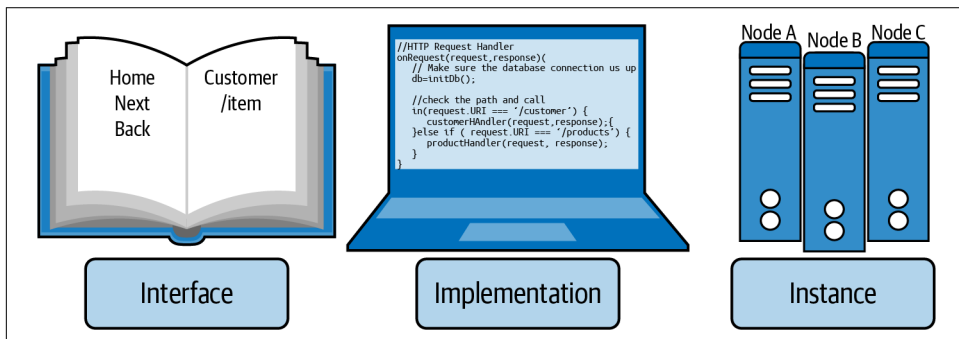 Home
Next
Back
Customer
/item
Interface
//HTTP Request Handler
onRequest(request,response)(
// Make sure the database connection us up
db=initDb();
//check the path and call
in(request.URI === ‘/customer’) {
customerHAndler(request,response);{
}else if ( request.URI === ‘/products’) {
productHandler(request, response);
}
}
Implementation
Node A
Node B
Node C
Instance